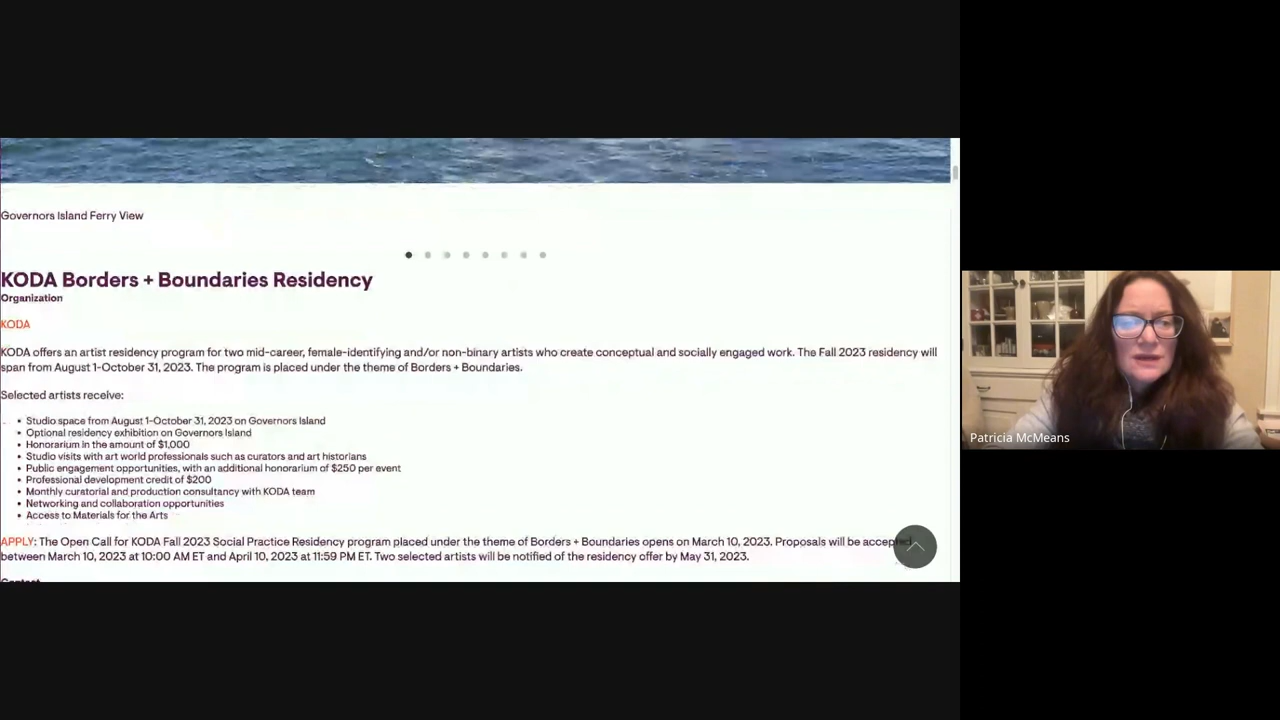 Governors Island Ferry View
KODA Borders + Boundaries Residency
Organization
KODA
KODA offers an artist residency program for two mid-career, female-identifying and/or non-binary artists who create conceptual and socially engaged work. The Fall 2023 residency will
span from August 1-October 31, 2023. The program is placed under the theme of Borders + Boundaries.
Selected artists receive:
• Studio space from August 1-October 31, 2023 on Governors Island
• Optional residency exhibition on Governors Island
• Honorarium in the amount of $1,000
• Studio visits with art world professionals such as curators and art historians
• Public engagement opportunities, with an additional honorarium of $250 per event
• Professional development credit of $200
• Monthly curatorial and production consultancy with KODA team
• Networking and collaboration opportunities
• Access to Materials for the Arts
APPLY: The Open Call for KODA Fall 2023 Social Practice Residency program placed under the theme of Borders + Boundaries opens on March 10, 2023. Proposals will be accepted
between March 10, 2023 at 10:00 AM ET and April 10, 2023 at 11:59 PM ET. Two selected artists will be notified of the residency offer by May 31, 2023.
Patricia McMeans